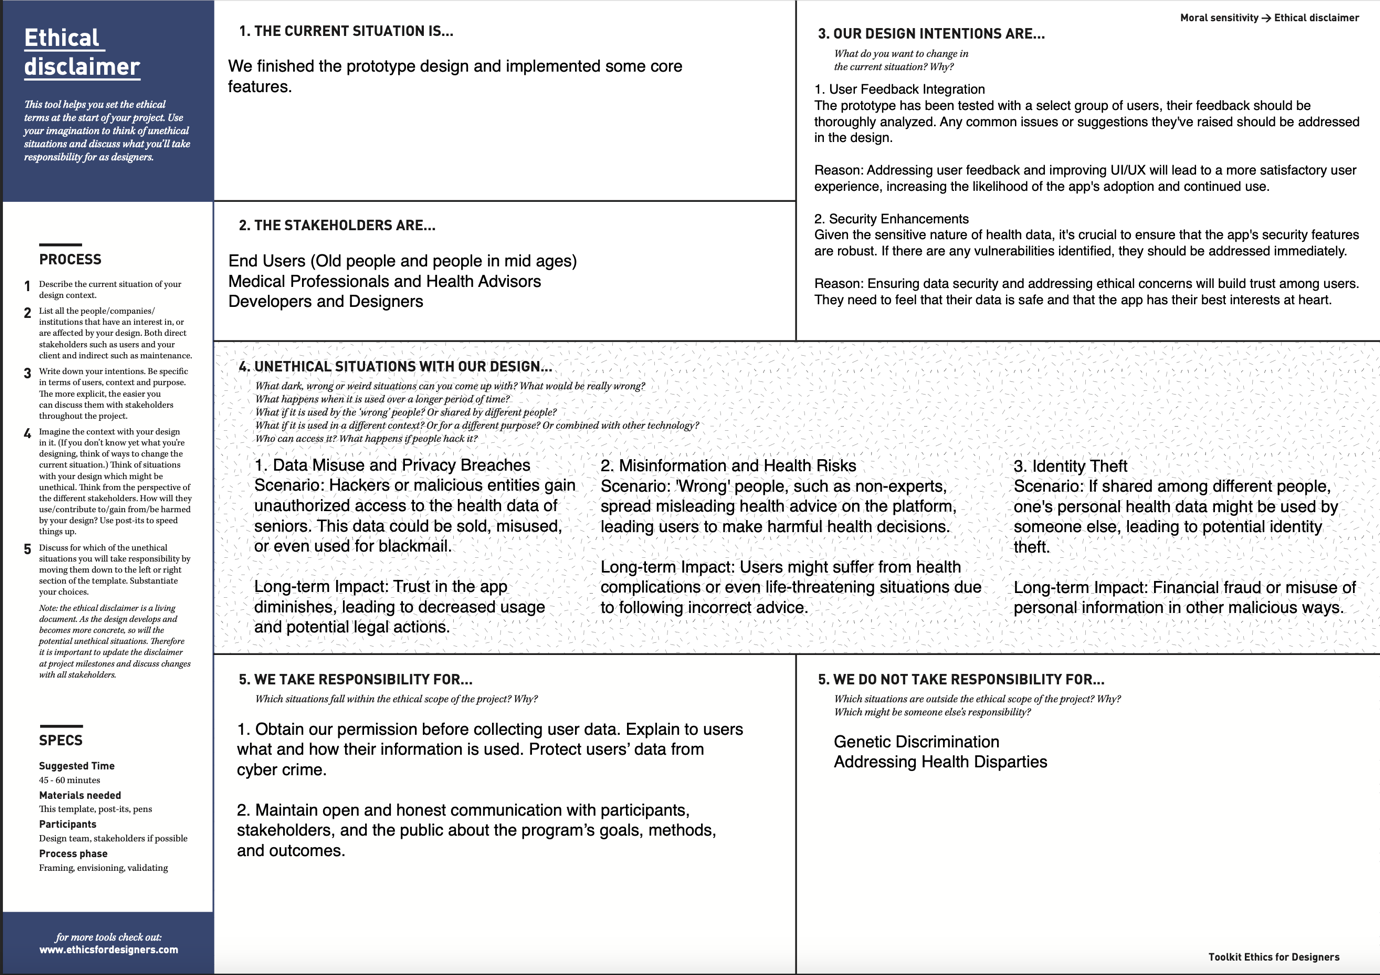 Moral sensitivity → Ethical disclaimer
Ethical
disclaimer
This tool helps you set the ethical
terms at the start of your project. Use
your imagination to think of unethical
situations and discuss what you'll take
responsibility for as designers.
PROCESS
1 Describe the current situation of your
design context.
2 List all the people/companies/
institutions that have an interest in, or
are affected by your design. Both direct
stakeholders such as users and your
client and indirect such as maintenance.
3 Write down your intentions. Be specific
in terms of users, context and purpose.
The more explicit, the easier you
can discuss them with stakeholders
throughout the project.
4 Imagine the context with your design
in it. (If you don't know yet what you're
designing, think of ways to change the
current situation.) Think of situations
with your design which might be
unethical. Think from the perspective of
the different stakeholders. How will they
use/contribute to/gain from/be harmed
by your design? Use post-its to speed
things up.
5 Discuss for which of the unethical
situations you will take responsibility by
moving them down to the left or right
section of the template. Substantiate
your choices.
Note: the ethical disclaimer is a living
document. As the design develops and
becomes more concrete, so will the
potential unethical situations. Therefore
it is important to update the disclaimer
at project milestones and discuss changes
with all stakeholders.
SPECS
Suggested Time
45 - 60 minutes
Materials needed
This template, post-its, pens
Participants
Design team, stakeholders if possible
Process phase
Framing, envisioning, validating
for more tools check out:
www.ethicsfordesigners.com
1. THE CURRENT SITUATION IS...
We finished the prototype design and implemented some core
features.
2. THE STAKEHOLDERS ARE...
End Users (Old people and people in mid ages)
Medical Professionals and Health Advisors
Developers and Designers
3. OUR DESIGN INTENTIONS ARE...
What do you want to change in
the current situation? Why?
1. User Feedback Integration
The prototype has been tested with a select group of users, their feedback should be
thoroughly analyzed. Any common issues or suggestions they've raised should be addressed
in the design.
Reason: Addressing user feedback and improving UI/UX will lead to a more satisfactory user
experience, increasing the likelihood of the app's adoption and continued use.
2. Security Enhancements
Given the sensitive nature of health data, it's crucial to ensure that the app's security features
are robust. If there are any vulnerabilities identified, they should be addressed immediately.
Reason: Ensuring data security and addressing ethical concerns will build trust among users.
They need to feel that their data is safe and that the app has their best interests at heart.
4. UNETHICAL SITUATIONS WITH OUR DESIGN...
What dark, wrong or weird situations can you come up with? What would be really wrong?
What happens when it is used over a longer period of time?
What if it is used by the 'wrong' people? Or shared by different people?
What if it is used in a different context? Or for a different purpose? Or combined with other technology?
Who can access it? What happens if people hack it?
1. Data Misuse and Privacy Breaches
Scenario: Hackers or malicious entities gain
unauthorized access to the health data of
seniors. This data could be sold, misused,
or even used for blackmail.
Long-term Impact: Trust in the app
diminishes, leading to decreased usage
and potential legal actions.
2. Misinformation and Health Risks
Scenario: 'Wrong' people, such as non-experts,
spread misleading health advice on the platform,
leading users to make harmful health decisions.
Long-term Impact: Users might suffer from health
complications or even life-threatening situations due
to following incorrect advice.
3. Identity Theft
Scenario: If shared among different people,
one's personal health data might be used by
someone else, leading to potential identity
theft.
Long-term Impact: Financial fraud or misuse of
personal information in other malicious ways.
5. WE TAKE RESPONSIBILITY FOR...
Which situations fall within the ethical scope of the project? Why?
1. Obtain our permission before collecting user data. Explain to users
what and how their information is used. Protect users' data from
cyber crime.
2. Maintain open and honest communication with participants,
stakeholders, and the public about the program's goals, methods,
and outcomes.
5. WE DO NOT TAKE RESPONSIBILITY FOR...
Which situations are outside the ethical scope of the project? Why?
Which might be someone else's responsibility?
Genetic Discrimination
Addressing Health Disparties
Toolkit Ethics for Designers